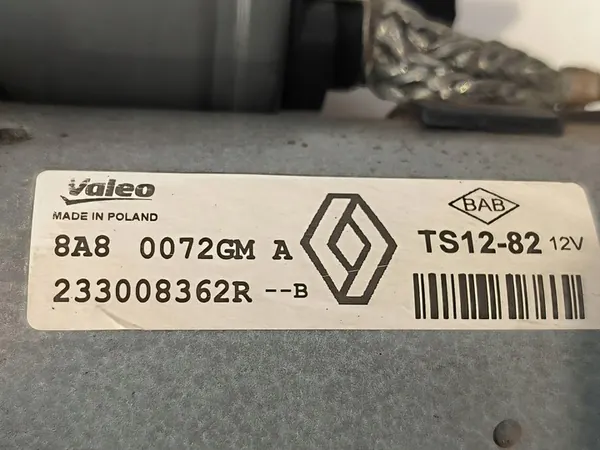 Valeo
MADE IN POLAND
8A8 0072GM A
233008362R --B
BAB
TS12-82 12V